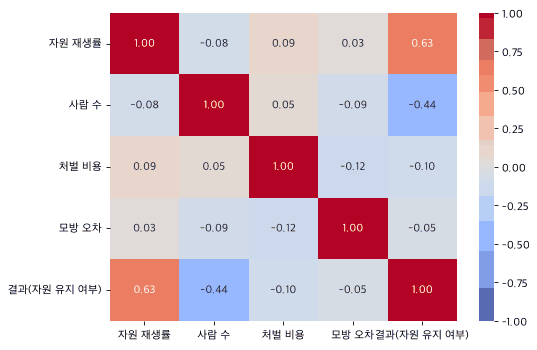 자원 재생률 1.00 -0.08 0.09 0.03 0.63
사람 수 -0.08 1.00 0.05 -0.09 -0.44
처벌 비용 0.09 0.05 1.00 -0.12 -0.10
모방 오차 0.03 -0.09 -0.12 1.00 -0.05
결과(자원 유지 여부) 0.63 -0.44 -0.10 -0.05 1.00
자원 재생률 사람 수 처벌 비용 모방 오차 결과(자원 유지 여부)
1.00
0.75
0.50
0.25
0.00
-0.25
-0.50
-0.75
-1.00